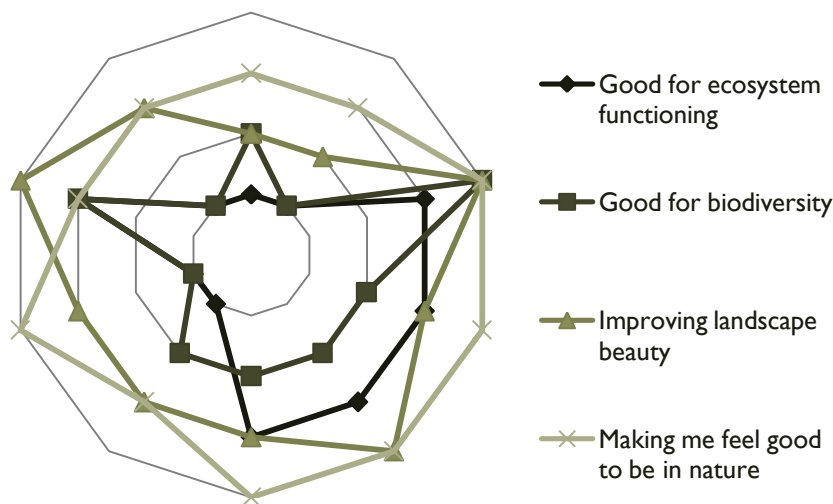 Good for ecosystem
functioning
Good for biodiversity
Improving landscape
beauty
Making me feel good
to be in nature